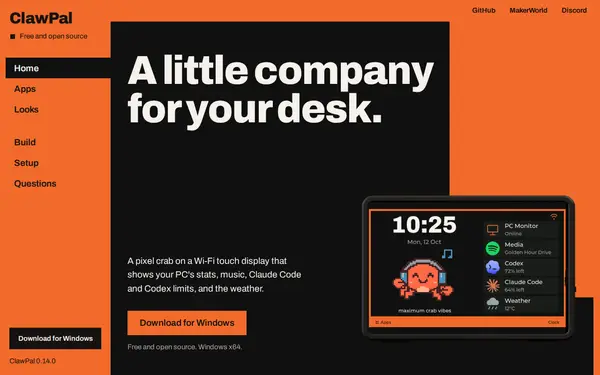 ClawPal
Free and open source
GitHub
MakerWorld
Discord
Home
Apps
Looks
Build
Setup
Questions
A little company
for your desk.
A pixel crab on a Wi-Fi touch display that
shows your PC's stats, music, Claude Code
and Codex limits, and the weather.
Download for Windows
Free and open source. Windows x64.
10:25
Mon, 12 Oct
maximum crab vibes
PC Monitor
Online
Media
Golden Hour Drive
Codex
72% left
Claude Code
64% left
Weather
12°C
Apps
Download for Windows
ClawPal 0.14.0